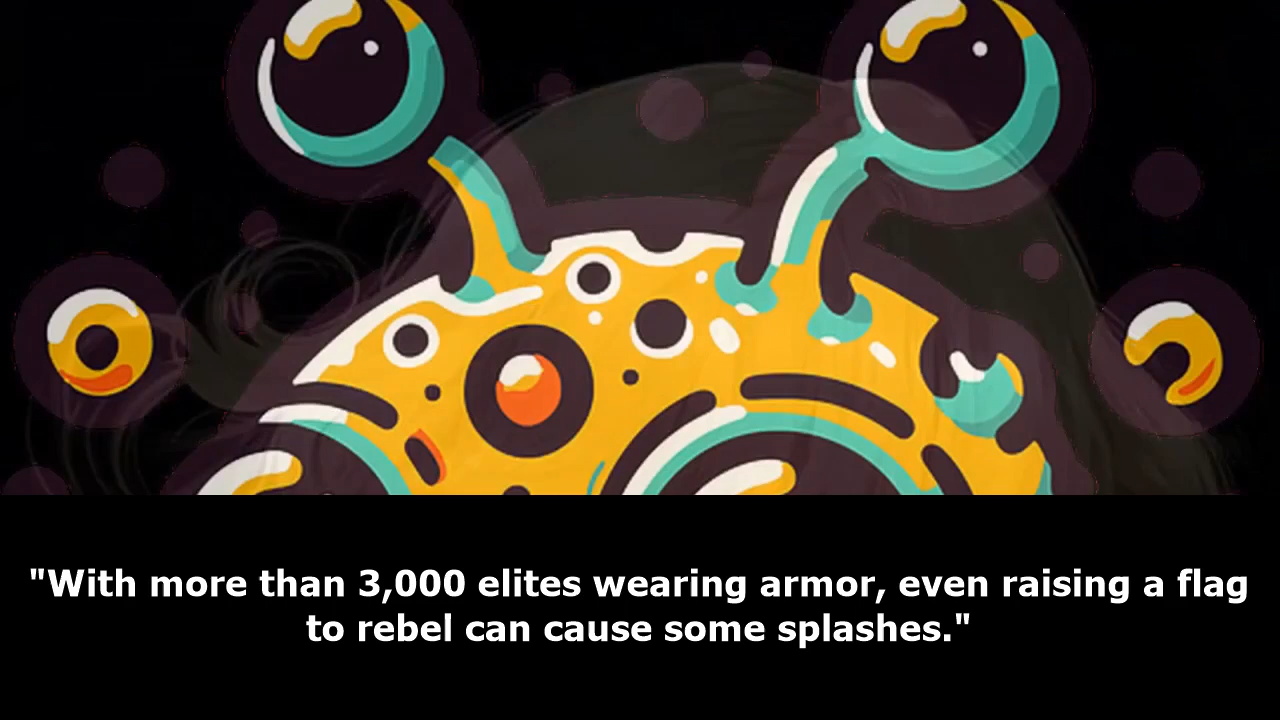 "With more than 3,000 elites wearing armor, even raising a flag
to rebel can cause some splashes."